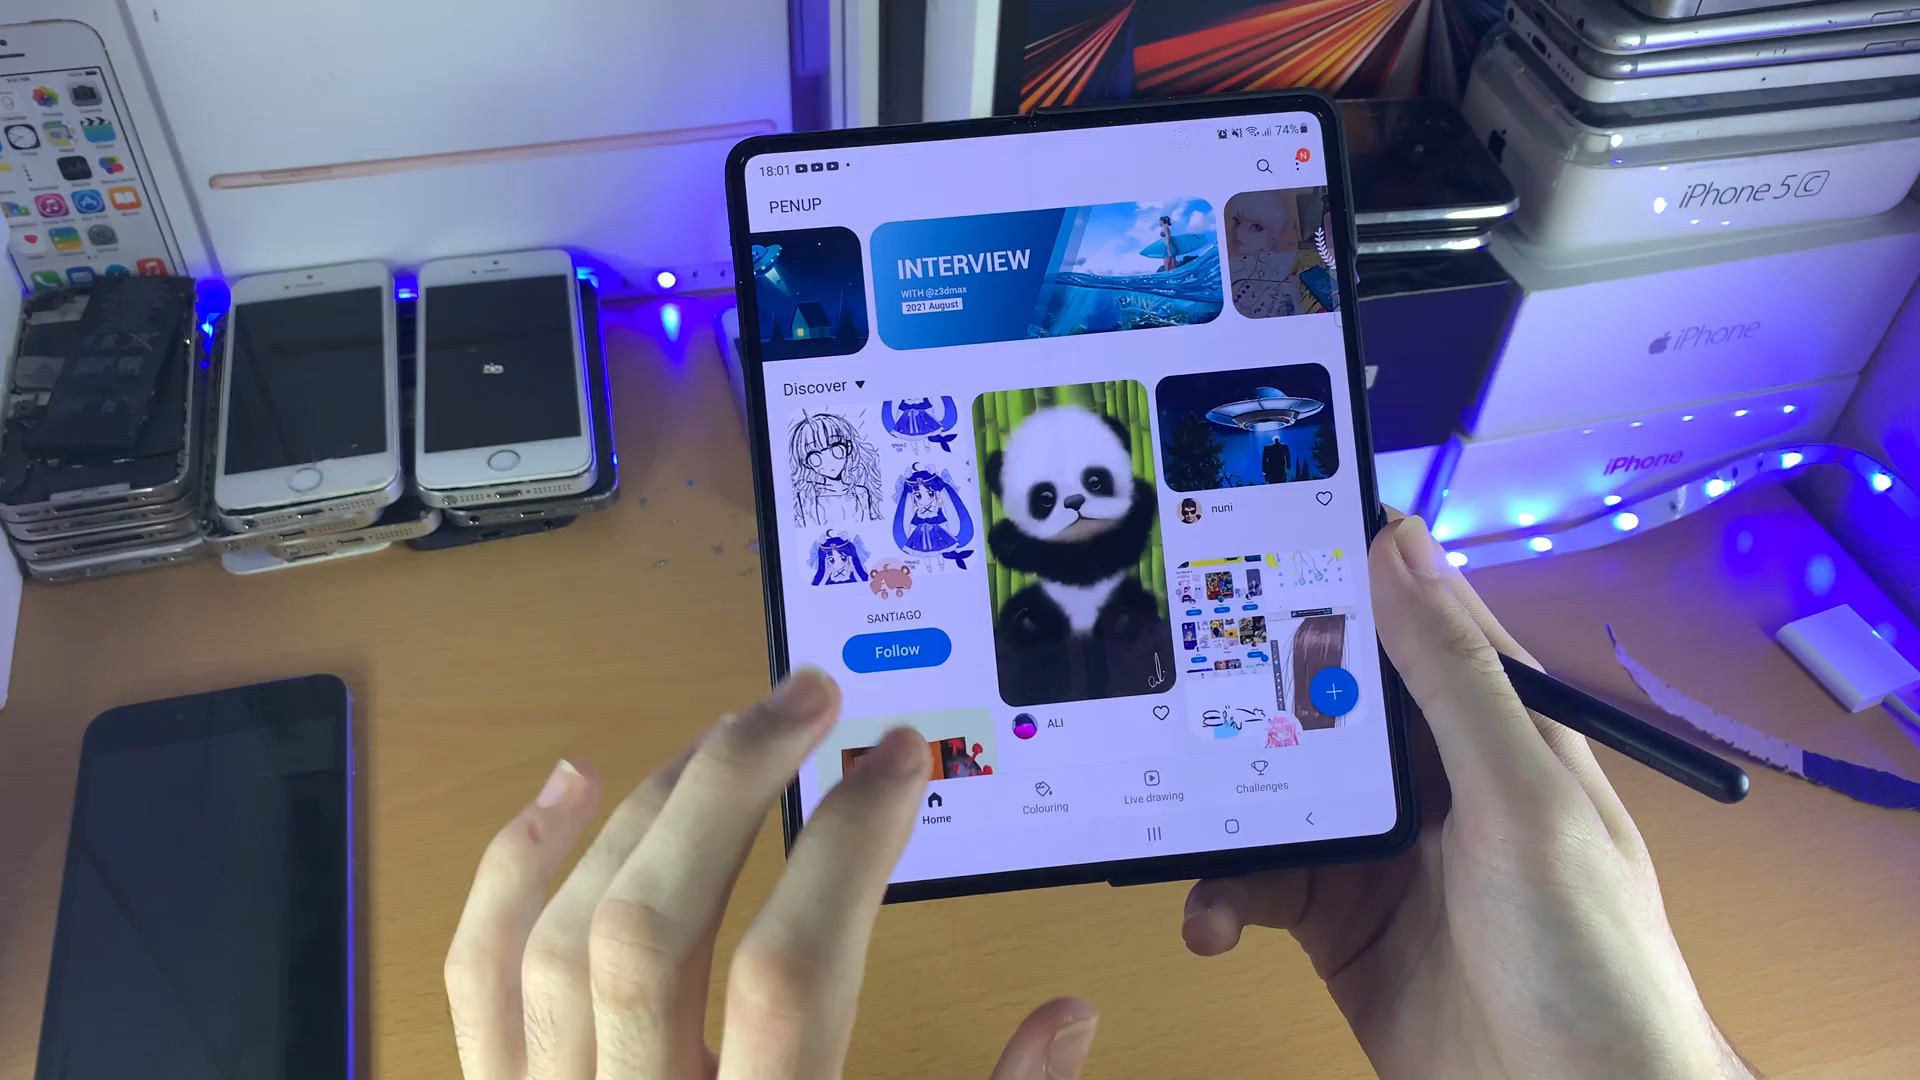 18:01
74%
N
PENUP
INTERVIEW
WITH @z3dmax
2021 August
Discover
SANTIAGO
Follow
ALI
nuni
Home
Colouring
Live drawing
Challenges
iPhone 5C
iPhone
iPhone